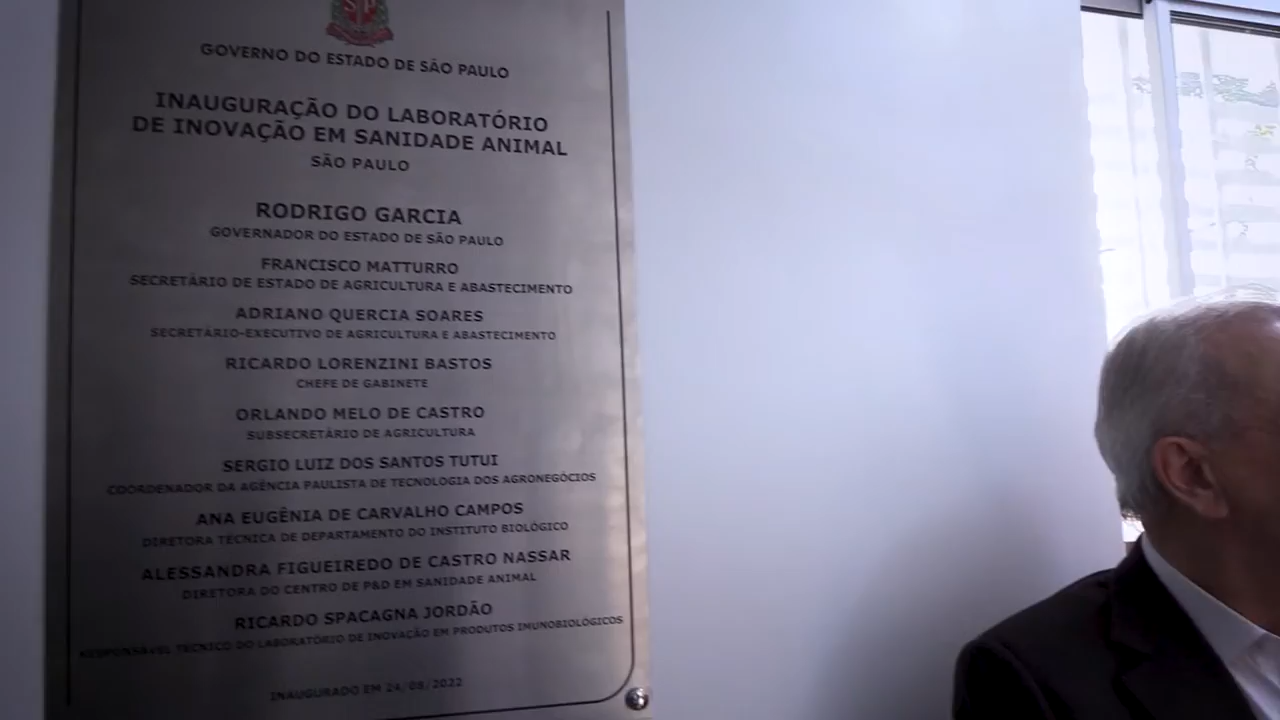 SP
GOVERNO DO ESTADO DE SÃO PAULO
INAUGURAÇÃO DO LABORATÓRIO
DE INOVAÇÃO EM SANIDADE ANIMAL
SÃO PAULO
RODRIGO GARCIA
GOVERNADOR DO ESTADO DE SÃO PAULO
FRANCISCO MATTURRO
SECRETÁRIO DE ESTADO DE AGRICULTURA E ABASTECIMENTO
ADRIANO QUERCIA SOARES
SECRETÁRIO-EXECUTIVO DE AGRICULTURA E ABASTECIMENTO
RICARDO LORENZINI BASTOS
CHEFE DE GABINETE
ORLANDO MELO DE CASTRO
SUBSECRETÁRIO DE AGRICULTURA
SERGIO LUIZ DOS SANTOS TUTUI
COORDENADOR DA AGÊNCIA PAULISTA DE TECNOLOGIA DOS AGRONEGÓCIOS
ANA EUGÊNIA DE CARVALHO CAMPOS
DIRETORA TÉCNICA DE DEPARTAMENTO DO INSTITUTO BIOLÓGICO
ALESSANDRA FIGUEIREDO DE CASTRO NASSAR
DIRETORA DO CENTRO DE P&D EM SANIDADE ANIMAL
RICARDO SPACAGNA JORDÃO
RESPONSÁVEL TÉCNICO DO LABORATÓRIO DE INOVAÇÃO EM PRODUTOS IMUNOBIOLÓGICOS
INAUGURADO EM 24/08/2022